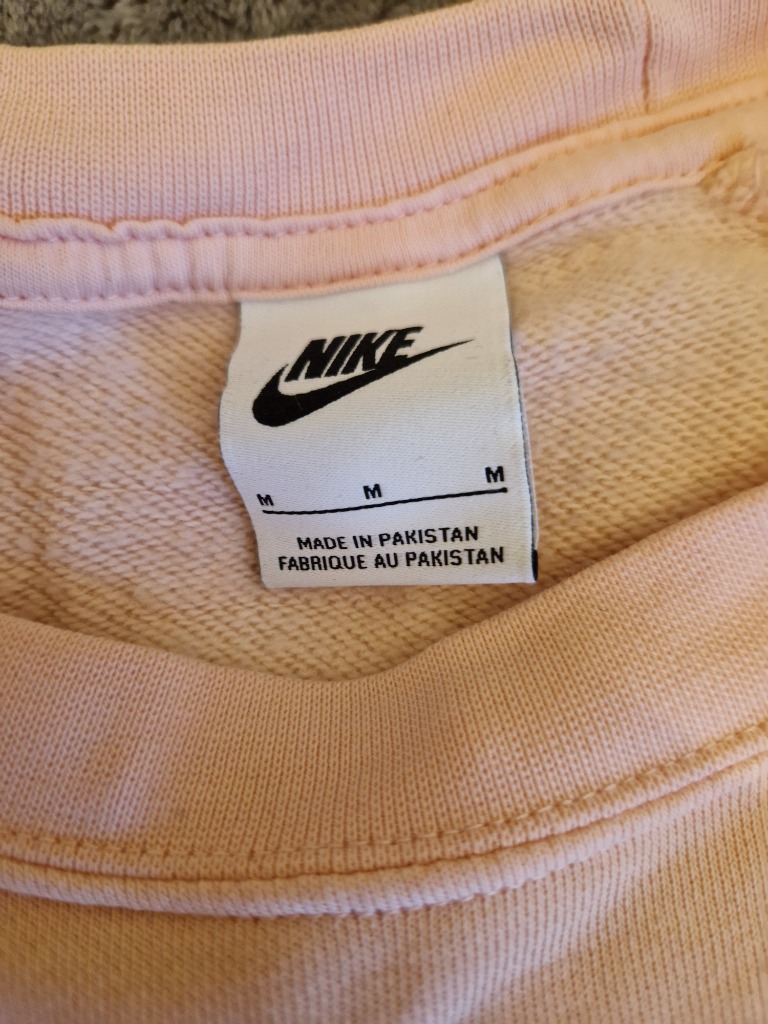 NIKE
M M M
MADE IN PAKISTAN
FABRIQUE AU PAKISTAN